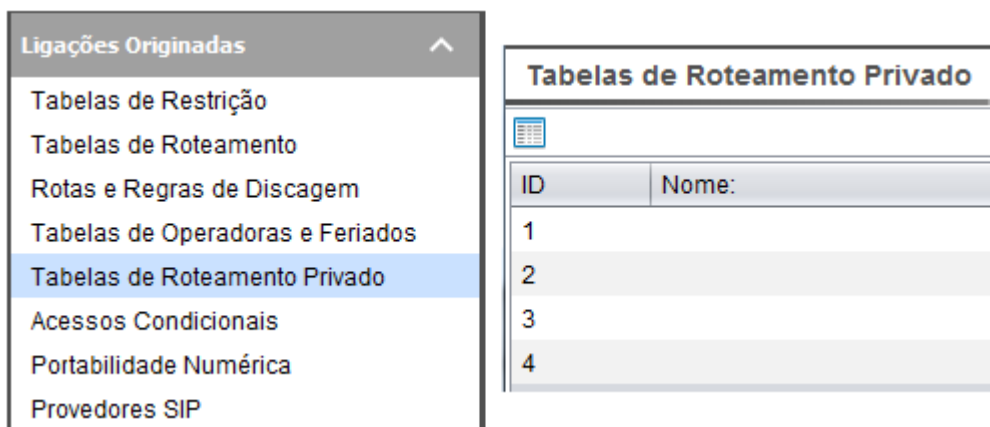 Ligações Originadas
Tabelas de Restrição
Tabelas de Roteamento
Rotas e Regras de Discagem
Tabelas de Operadoras e Feriados
Tabelas de Roteamento Privado
Acessos Condicionais
Portabilidade Numérica
Provedores SIP
Tabelas de Roteamento Privado
ID Nome:
1
2
3
4